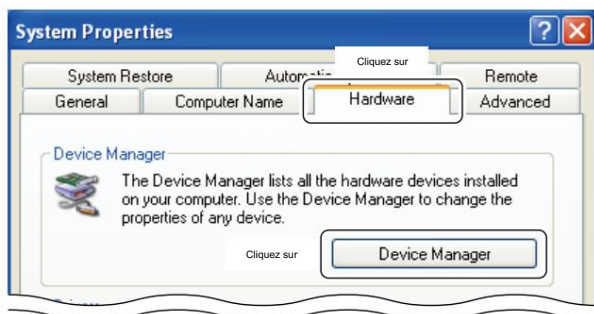 System Properties
Cliquez sur
System Restore
Remote
General
Computer Name
Hardware
Advanced
Device Manager
The Device Manager lists all the hardware devices installed
on your computer. Use the Device Manager to change the
properties of any device.
Cliquez sur
Device Manager